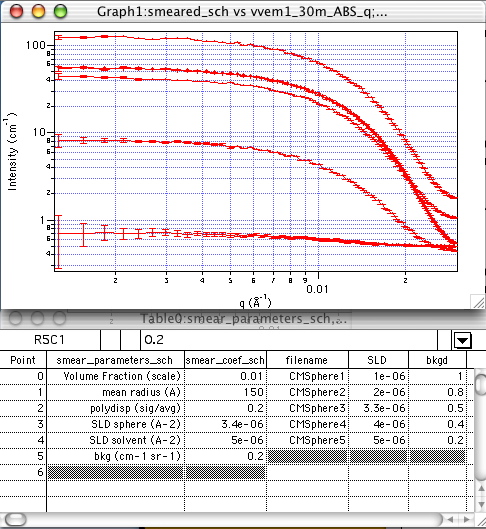 Graph1:smeared_sch vs vvem1_30m_ABS_q;...
100
8
6
4
2
10
8
6
4
2
1
8
6
4
Intensity (cm⁻¹)
2 3 4 5 6 7 8 9 0.01 2
q (Å⁻¹)
Table0:smear_parameters_sch,...
R5C1 0.2
Point smear_parameters_sch smear_coef_sch filename SLD bkgd
0 Volume Fraction (scale) 0.01 CMSphere1 1e-06 1
1 mean radius (A) 150 CMSphere2 2e-06 0.8
2 polydisp (sig/avg) 0.2 CMSphere3 3.3e-06 0.5
3 SLD sphere (A-2) 3.4e-06 CMSphere4 4e-06 0.4
4 SLD solvent (A-2) 5e-06 CMSphere5 5e-06 0.2
5 bkg (cm-1 sr-1) 0.2
6